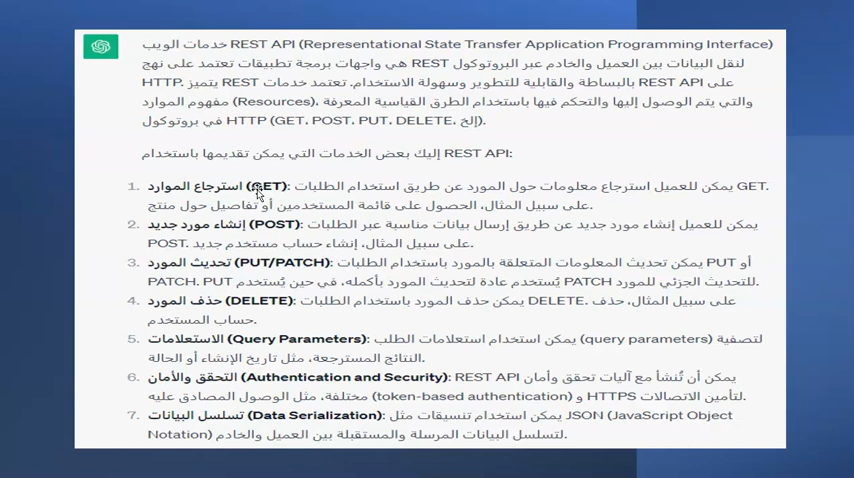 خدمات الويب REST API (Representational State Transfer Application Programming Interface)
هي واجهات برمجة تطبيقات تعتمد على نهج REST لنقل البيانات بين العميل والخادم عبر البروتوكول
HTTP. يتميز REST API بالبساطة والقابلية للتطوير وسهولة الاستخدام. تعتمد خدمات REST على
مفهوم الموارد (Resources)، والتي يتم الوصول إليها والتحكم فيها باستخدام الطرق القياسية المعرفة
في بروتوكول HTTP (GET، POST، PUT، DELETE، إلخ).
إليك بعض الخدمات التي يمكن تقديمها باستخدام REST API:
1. استرجاع الموارد (GET): يمكن للعميل استرجاع معلومات حول المورد عن طريق استخدام الطلبات GET.
على سبيل المثال، الحصول على قائمة المستخدمين أو تفاصيل حول منتج.
2. إنشاء مورد جديد (POST): يمكن للعميل إنشاء مورد جديد عن طريق إرسال بيانات مناسبة عبر الطلبات
POST. على سبيل المثال، إنشاء حساب مستخدم جديد.
3. تحديث المورد (PUT/PATCH): يمكن تحديث المعلومات المتعلقة بالمورد باستخدام الطلبات PUT أو
PATCH. PUT يُستخدم عادة لتحديث المورد بأكمله، في حين يُستخدم PATCH للتحديث الجزئي للمورد.
4. حذف المورد (DELETE): يمكن حذف المورد باستخدام الطلبات DELETE. على سبيل المثال، حذف
حساب المستخدم.
5. الاستعلامات (Query Parameters): يمكن استخدام استعلامات الطلب (query parameters) لتصفية
النتائج المسترجعة، مثل تاريخ الإنشاء أو الحالة.
6. التحقق والأمان (Authentication and Security): REST API يمكن أن تُنشأ مع آليات تحقق وأمان
مختلفة، مثل الوصول المصادق عليه (token-based authentication) و HTTPS لتأمين الاتصالات.
7. تسلسل البيانات (Data Serialization): يمكن استخدام تنسيقات مثل JSON (JavaScript Object
Notation) لتسلسل البيانات المرسلة والمستقبلة بين العميل والخادم.